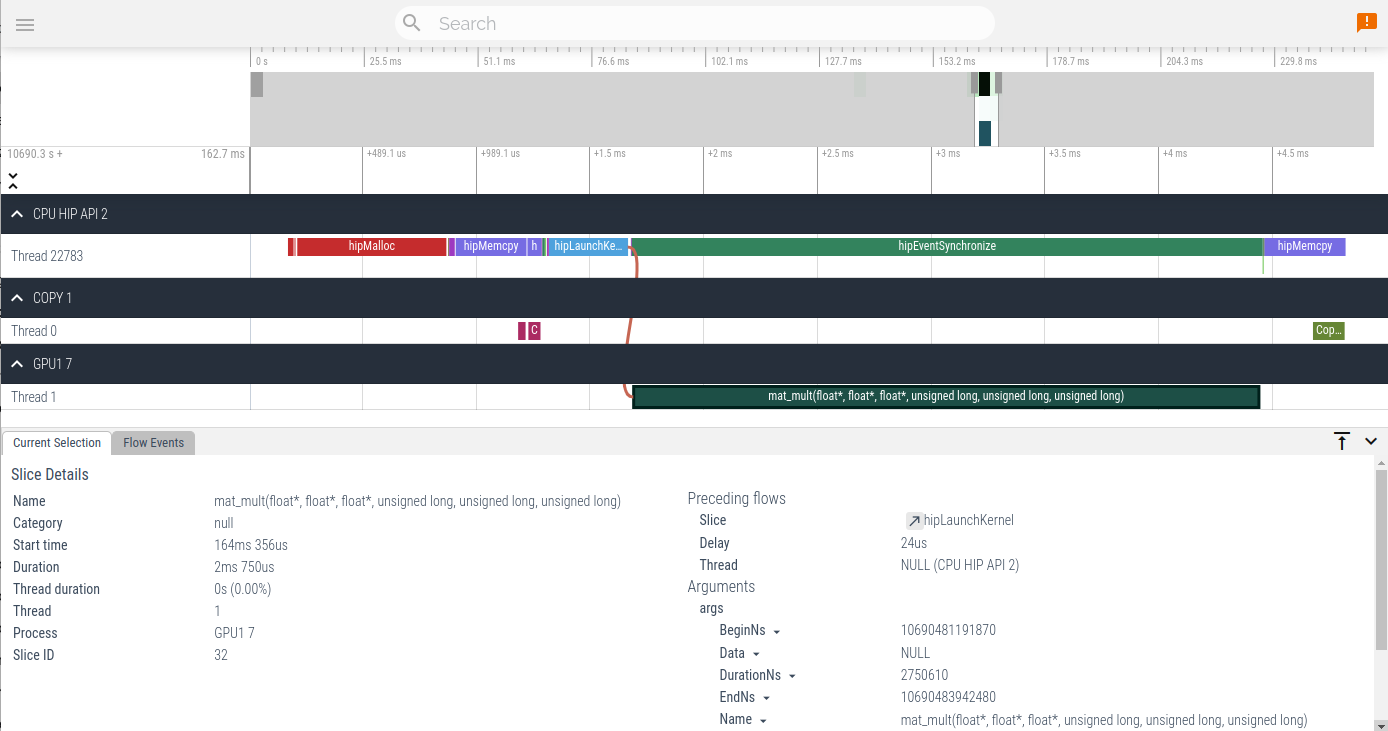 Search
0 s 25.5 ms 51.1 ms 76.6 ms 102.1 ms 127.7 ms 153.2 ms 178.7 ms 204.3 ms 229.8 ms
10690.3 s + 162.7 ms +489.1 us +989.1 us +1.5 ms +2 ms +2.5 ms +3 ms +3.5 ms +4 ms +4.5 ms
CPU HIP API 2
Thread 22783 hipMalloc hipMemcpy h hipLaunchKe... hipEventSynchronize hipMemcpy
COPY 1
Thread 0 C Cop...
GPU1 7
Thread 1 mat_mult(float*, float*, float*, unsigned long, unsigned long, unsigned long)
Current Selection Flow Events
Slice Details
Name mat_mult(float*, float*, float*, unsigned long, unsigned long, unsigned long)
Category null
Start time 164ms 356us
Duration 2ms 750us
Thread duration 0s (0.00%)
Thread 1
Process GPU1 7
Slice ID 32
Preceding flows
Slice hipLaunchKernel
Delay 24us
Thread NULL (CPU HIP API 2)
Arguments
args
BeginNs 10690481191870
Data NULL
DurationNs 2750610
EndNs 10690483942480
Name mat_mult(float*, float*, float*, unsigned long, unsigned long, unsigned long)